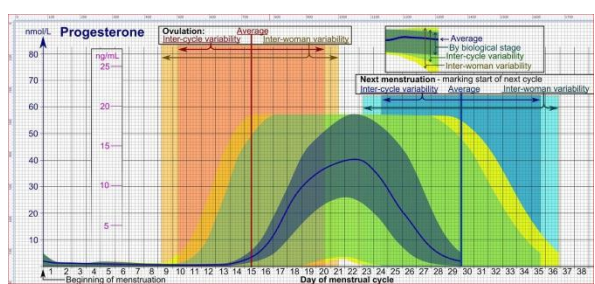 nmol/L Progesterone
Ovulation: Average
Inter-cycle variability Inter-woman variability
Average
By biological stage
Inter-cycle variability
Inter-woman variability
Next menstruation - marking start of next cycle
Inter-cycle variability Average Inter-woman variability
ng/mL
80
70
60
50
40
30
20
10
25
20
15
10
5
1 2 3 4 5 6 7 8 9 10 11 12 13 14 15 16 17 18 19 20 21 22 23 24 25 26 27 28 29 30 31 32 33 34 35 36 37 38
Beginning of menstruation
Day of menstrual cycle